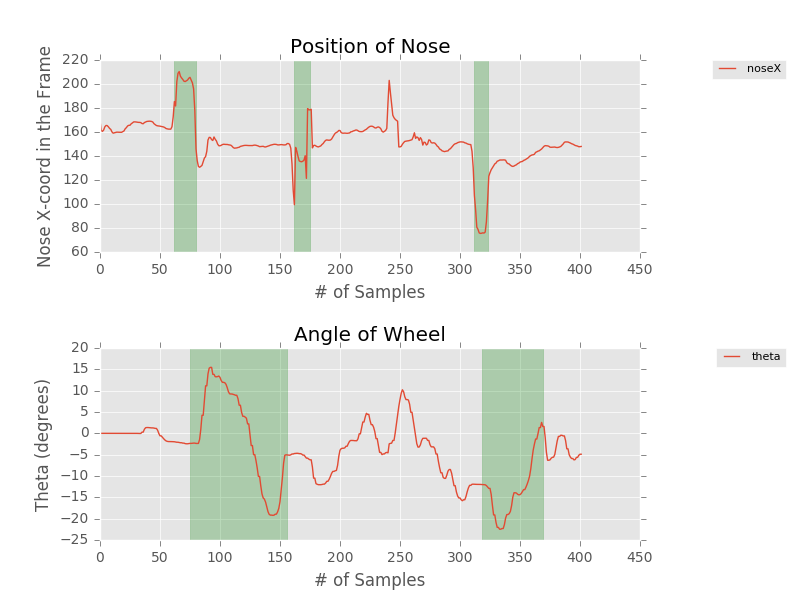 Position of Nose
Nose X-coord in the Frame
220
200
180
160
140
120
100
80
60
0 50 100 150 200 250 300 350 400 450
# of Samples
noseX
Angle of Wheel
Theta (degrees)
20
15
10
5
0
−5
−10
−15
−20
−25
0 50 100 150 200 250 300 350 400 450
# of Samples
theta